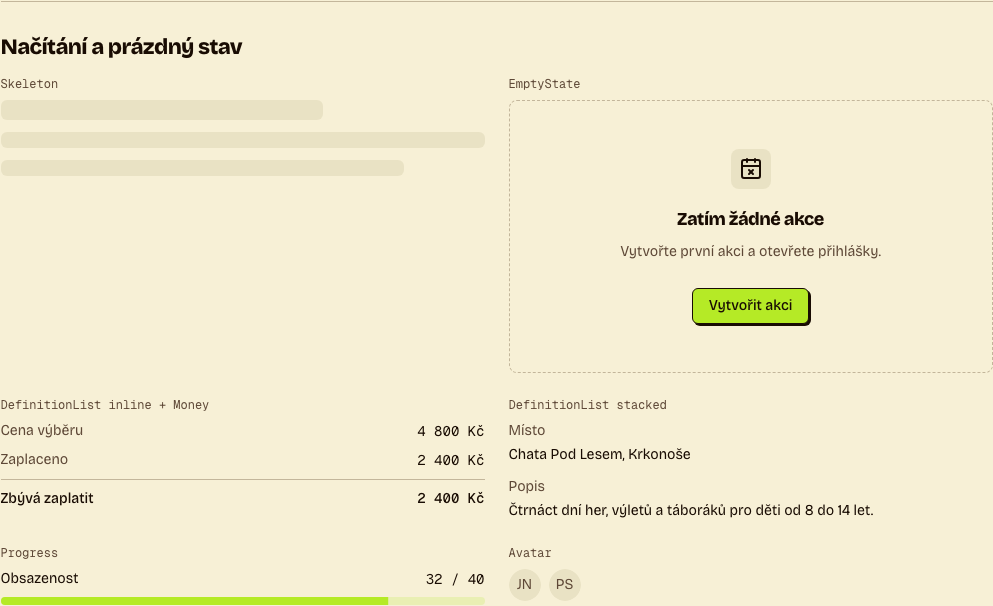 Načítání a prázdný stav
Skeleton
EmptyState
Zatím žádné akce
Vytvořte první akci a otevřete přihlášky.
Vytvořit akci
DefinitionList inline + Money
Cena výběru 4 800 Kč
Zaplaceno 2 400 Kč
Zbývá zaplatit 2 400 Kč
DefinitionList stacked
Místo
Chata Pod Lesem, Krkonoše
Popis
Čtrnáct dní her, výletů a táboráků pro děti od 8 do 14 let.
Progress
Obsazenost 32 / 40
Avatar
JN PS